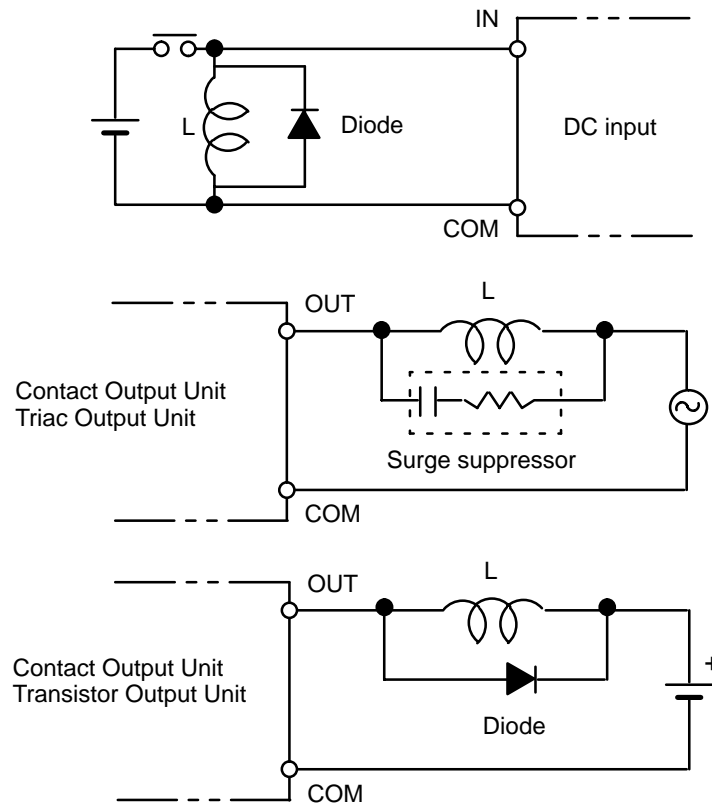 IN
L
Diode
DC input
COM
OUT
L
Contact Output Unit
Triac Output Unit
Surge suppressor
COM
OUT
L
+
Contact Output Unit
Transistor Output Unit
Diode
COM